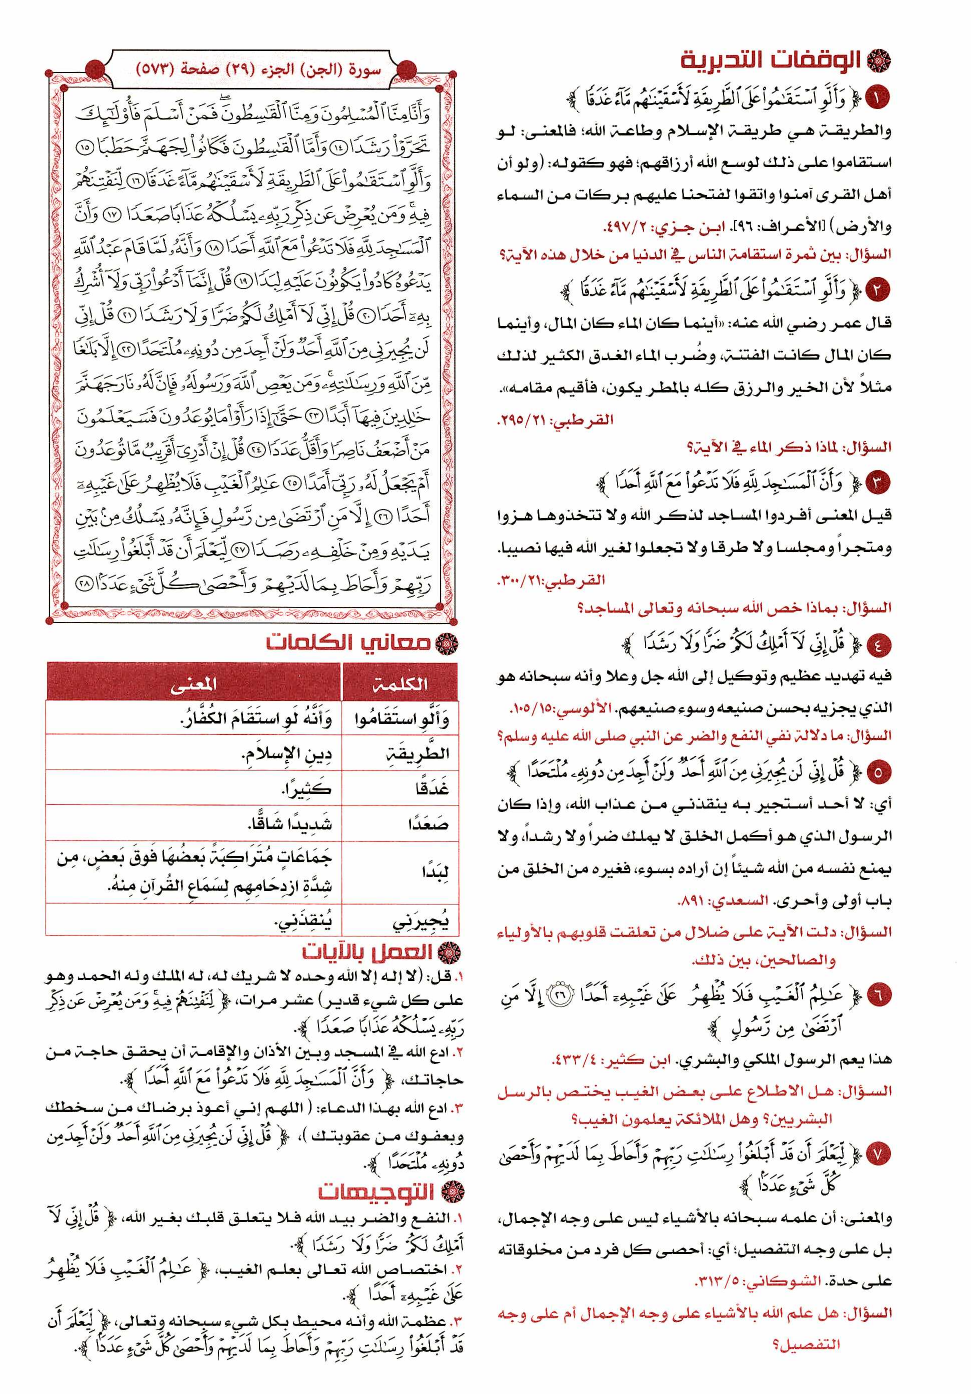 الوقفات التدبرية
١ ﴿ وَأَلَّوِ ٱسْتَقَٰمُوا۟ عَلَى ٱلطَّرِيقَةِ لَأَسْقَيْنَٰهُم مَّآءً غَدَقًا ﴾
والطريقة هي طريقة الإسلام وطاعة الله؛ فالمعنى: لو
استقاموا على ذلك لوسع الله أرزاقهم؛ فهو كقوله: (ولو أن
أهل القرى آمنوا واتقوا لفتحنا عليهم بركات من السماء
والأرض) [الأعراف: ٩٦]. ابن جزي: ٤٩٧/٢.
السؤال: بين ثمرة استقامة الناس في الدنيا من خلال هذه الآية؟
٢ ﴿ وَأَلَّوِ ٱسْتَقَٰمُوا۟ عَلَى ٱلطَّرِيقَةِ لَأَسْقَيْنَٰهُم مَّآءً غَدَقًا ﴾
قال عمر رضي الله عنه: «أينما كان الماء كان المال، وأينما
كان المال كانت الفتنة، وضُرب الماء الغدق الكثير لذلك
مثلاً لأن الخير والرزق كله بالمطر يكون، فأقيم مقامه».
القرطبي: ٢٩٥/٢١.
السؤال: لماذا ذكر الماء في الآية؟
٣ ﴿ وَأَنَّ ٱلْمَسَٰجِدَ لِلَّهِ فَلَا تَدْعُوا۟ مَعَ ٱللَّهِ أَحَدًا ﴾
قيل المعنى أفردوا المساجد لذكر الله ولا تتخذوها هزوا
ومتجراً ومجلسا ولا طرقا ولا تجعلوا لغير الله فيها نصيبا.
القرطبي:٣٠٠/٢١.
السؤال: بماذا خص الله سبحانه وتعالى المساجد؟
٤ ﴿ قُلْ إِنِّى لَآ أَمْلِكُ لَكُمْ ضَرًّا وَلَا رَشَدًا ﴾
فيه تهديد عظيم وتوكيل إلى الله جل وعلا وأنه سبحانه هو
الذي يجزيه بحسن صنيعه وسوء صنيعهم. الألوسي:١٠٥/١٥.
السؤال: ما دلالة نفي النفع والضر عن النبي صلى الله عليه وسلم؟
٥ ﴿ قُلْ إِنِّى لَن يُجِيرَنِى مِنَ ٱللَّهِ أَحَدٌ وَلَنْ أَجِدَ مِن دُونِهِۦ مُلْتَحَدًا ﴾
أي: لا أحد أستجير به ينقذني من عذاب الله، وإذا كان
الرسول الذي هو أكمل الخلق لا يملك ضراً ولا رشداً، ولا
يمنع نفسه من الله شيئاً إن أراده بسوء، فغيره من الخلق من
باب أولى وأحرى. السعدي: ٨٩١.
السؤال: دلت الآية على ضلال من تعلقت قلوبهم بالأولياء
والصالحين، بين ذلك.
٦ ﴿ عَٰلِمُ ٱلْغَيْبِ فَلَا يُظْهِرُ عَلَىٰ غَيْبِهِۦٓ أَحَدًا ٢٦ إِلَّا مَنِ
ٱرْتَضَىٰ مِن رَّسُولٍ ﴾
هذا يعم الرسول الملكي والبشري. ابن كثير: ٤٣٣/٤.
السؤال: هل الاطلاع على بعض الغيب يختص بالرسل
البشريين؟ وهل الملائكة يعلمون الغيب؟
٧ ﴿ لِّيَعْلَمَ أَن قَدْ أَبْلَغُوا۟ رِسَٰلَٰتِ رَبِّهِمْ وَأَحَاطَ بِمَا لَدَيْهِمْ وَأَحْصَىٰ
كُلَّ شَىْءٍ عَدَدًۢا ﴾
والمعنى: أن علمه سبحانه بالأشياء ليس على وجه الإجمال،
بل على وجه التفصيل؛ أي: أحصى كل فرد من مخلوقاته
على حدة. الشوكاني: ٣١٣/٥.
السؤال: هل علم الله بالأشياء على وجه الإجمال أم على وجه
التفصيل؟
سورة (الجن) الجزء (٢٩) صفحة (٥٧٣)
وَأَنَّا مِنَّا ٱلْمُسْلِمُونَ وَمِنَّا ٱلْقَٰسِطُونَ ۖ فَمَنْ أَسْلَمَ فَأُو۟لَٰٓئِكَ
تَحَرَّوْا۟ رَشَدًا ١٤ وَأَمَّا ٱلْقَٰسِطُونَ فَكَانُوا۟ لِجَهَنَّمَ حَطَبًا ١٥
وَأَلَّوِ ٱسْتَقَٰمُوا۟ عَلَى ٱلطَّرِيقَةِ لَأَسْقَيْنَٰهُم مَّآءً غَدَقًا ١٦ لِّنَفْتِنَهُمْ
فِيهِ ۚ وَمَن يُعْرِضْ عَن ذِكْرِ رَبِّهِۦ يَسْلُكْهُ عَذَابًا صَعَدًا ١٧ وَأَنَّ
ٱلْمَسَٰجِدَ لِلَّهِ فَلَا تَدْعُوا۟ مَعَ ٱللَّهِ أَحَدًا ١٨ وَأَنَّهُۥ لَمَّا قَامَ عَبْدُ ٱللَّهِ
يَدْعُوهُ كَادُوا۟ يَكُونُونَ عَلَيْهِ لِبَدًا ١٩ قُلْ إِنَّمَآ أَدْعُوا۟ رَبِّى وَلَآ أُشْرِكُ
بِهِۦٓ أَحَدًا ٢٠ قُلْ إِنِّى لَآ أَمْلِكُ لَكُمْ ضَرًّا وَلَا رَشَدًا ٢١ قُلْ إِنِّى
لَن يُجِيرَنِى مِنَ ٱللَّهِ أَحَدٌ وَلَنْ أَجِدَ مِن دُونِهِۦ مُلْتَحَدًا ٢٢ إِلَّا بَلَٰغًا
مِّنَ ٱللَّهِ وَرِسَٰلَٰتِهِۦ ۚ وَمَن يَعْصِ ٱللَّهَ وَرَسُولَهُۥ فَإِنَّ لَهُۥ نَارَ جَهَنَّمَ
خَٰلِدِينَ فِيهَآ أَبَدًا ٢٣ حَتَّىٰٓ إِذَا رَأَوْا۟ مَا يُوعَدُونَ فَسَيَعْلَمُونَ
مَنْ أَضْعَفُ نَاصِرًا وَأَقَلُّ عَدَدًا ٢٤ قُلْ إِنْ أَدْرِىٓ أَقَرِيبٌ مَّا تُوعَدُونَ
أَمْ يَجْعَلُ لَهُۥ رَبِّىٓ أَمَدًا ٢٥ عَٰلِمُ ٱلْغَيْبِ فَلَا يُظْهِرُ عَلَىٰ غَيْبِهِۦٓ
أَحَدًا ٢٦ إِلَّا مَنِ ٱرْتَضَىٰ مِن رَّسُولٍ فَإِنَّهُۥ يَسْلُكُ مِنۢ بَيْنِ
يَدَيْهِ وَمِنْ خَلْفِهِۦ رَصَدًا ٢٧ لِّيَعْلَمَ أَن قَدْ أَبْلَغُوا۟ رِسَٰلَٰتِ
رَبِّهِمْ وَأَحَاطَ بِمَا لَدَيْهِمْ وَأَحْصَىٰ كُلَّ شَىْءٍ عَدَدًۢا ٢٨
معاني الكلمات
الكلمة المعنى
وَأَلَّوِ استَقَامُوا وَأَنَّهُ لَوِ استَقَامَ الكُفَّارُ.
الطَّرِيقَةِ دِينِ الإِسلاَمِ.
غَدَقًا كَثِيرًا.
صَعَدًا شَدِيدًا شَاقًّا.
لِبَدًا جَمَاعَاتٍ مُتَرَاكِبَةً بَعضُهَا فَوقَ بَعضٍ، مِن
شِدَّةِ ازدِحَامِهِم لِسَمَاعِ القُرآنِ مِنهُ.
يُجِيرَنِي يُنقِذَنِي.
العمل بالآيات
١. قل: (لا إله إلا الله وحده لا شريك له، له الملك وله الحمد وهو
على كل شيء قدير) عشر مرات، ﴿ لِّنَفْتِنَهُمْ فِيهِ ۚ وَمَن يُعْرِضْ عَن ذِكْرِ
رَبِّهِۦ يَسْلُكْهُ عَذَابًا صَعَدًا ﴾.
٢. ادع الله في المسجد وبين الأذان والإقامة أن يحقق حاجة من
حاجاتك، ﴿ وَأَنَّ ٱلْمَسَٰجِدَ لِلَّهِ فَلَا تَدْعُوا۟ مَعَ ٱللَّهِ أَحَدًا ﴾.
٣. ادع الله بهذا الدعاء: ( اللهم إني أعوذ برضاك من سخطك
وبعفوك من عقوبتك )، ﴿ قُلْ إِنِّى لَن يُجِيرَنِى مِنَ ٱللَّهِ أَحَدٌ وَلَنْ أَجِدَ مِن
دُونِهِۦ مُلْتَحَدًا ﴾.
التوجيهات
١. النفع والضر بيد الله فلا يتعلق قلبك بغير الله، ﴿ قُلْ إِنِّى لَآ
أَمْلِكُ لَكُمْ ضَرًّا وَلَا رَشَدًا ﴾.
٢. اختصاص الله تعالى بعلم الغيب، ﴿ عَٰلِمُ ٱلْغَيْبِ فَلَا يُظْهِرُ
عَلَىٰ غَيْبِهِۦٓ أَحَدًا ﴾.
٣. عظمة الله وأنه محيط بكل شيء سبحانه وتعالى، ﴿ لِّيَعْلَمَ أَن
قَدْ أَبْلَغُوا۟ رِسَٰلَٰتِ رَبِّهِمْ وَأَحَاطَ بِمَا لَدَيْهِمْ وَأَحْصَىٰ كُلَّ شَىْءٍ عَدَدًۢا ﴾.